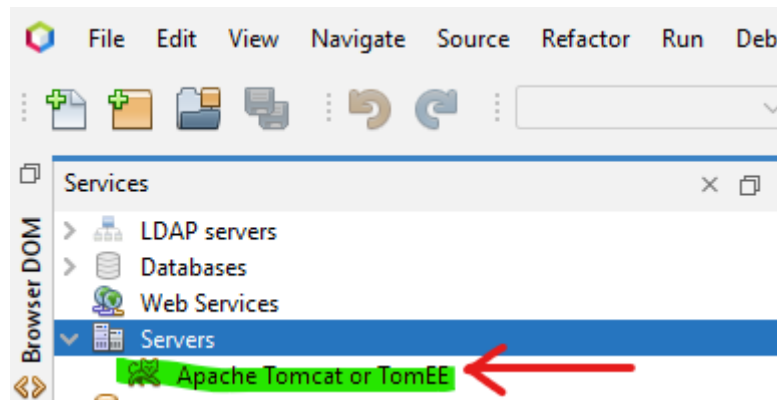 File Edit View Navigate Source Refactor Run Deb
Services
Browser DOM
LDAP servers
Databases
Web Services
Servers
Apache Tomcat or TomEE